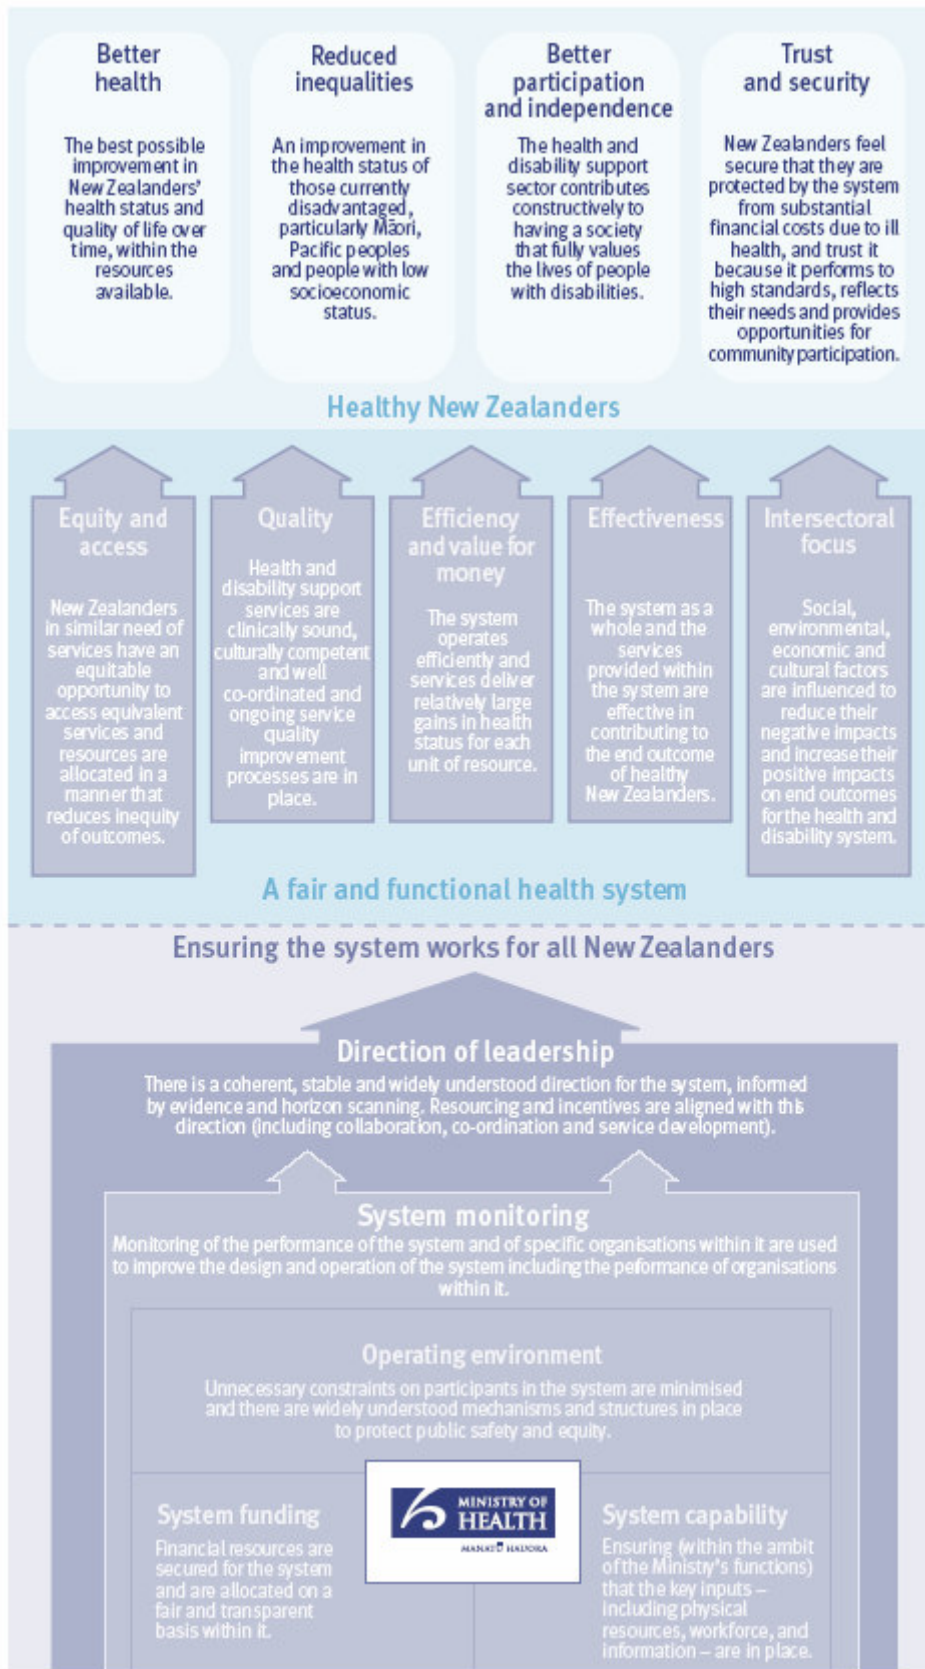 Better
health
The best possible
improvement in
New Zealanders'
health status and
quality of life over
time, within the
resources
available.
Reduced
inequalities
An improvement in
the health status of
those currently
disadvantaged,
particularly Māori,
Pacific peoples
and people with low
socioeconomic
status.
Better
participation
and independence
The health and
disability support
sector contributes
constructively to
having a society
that fully values
the lives of people
with disabilities.
Trust
and security
New Zealanders feel
secure that they are
protected by the system
from substantial
financial costs due to ill
health, and trust it
because it performs to
high standards, reflects
their needs and provides
opportunities for
community participation.
Healthy New Zealanders
Equity and
access
New Zealanders
in similar need of
services have an
equitable
opportunity to
access equivalent
services and
resources are
allocated in a
manner that
reduces inequity
of outcomes.
Quality
Health and
disability support
services are
clinically sound,
culturally competent
and well
co-ordinated and
ongoing service
quality
improvement
processes are in
place.
Efficiency
and value for
money
The system
operates
efficiently and
services deliver
relatively large
gains in health
status for each
unit of resource.
Effectiveness
The system as a
whole and the
services
provided within
the system are
effective in
contributing to
the end outcome
of healthy
New Zealanders.
Intersectoral
focus
Social,
environmental,
economic and
cultural factors
are influenced to
reduce their
negative impacts
and increase their
positive impacts
on end outcomes
for the health and
disability system.
A fair and functional health system
Ensuring the system works for all New Zealanders
Direction of leadership
There is a coherent, stable and widely understood direction for the system, informed
by evidence and horizon scanning. Resourcing and incentives are aligned with this
direction (including collaboration, co-ordination and service development).
System monitoring
Monitoring of the performance of the system and of specific organisations within it are used
to improve the design and operation of the system including the performance of organisations
within it.
Operating environment
Unnecessary constraints on participants in the system are minimised
and there are widely understood mechanisms and structures in place
to protect public safety and equity.
System funding
Financial resources are
secured for the system
and are allocated on a
fair and transparent
basis within it.
MINISTRY OF
HEALTH
MANATŪ HAUORA
System capability
Ensuring (within the ambit
of the Ministry's functions)
that the key inputs –
including physical
resources, workforce, and
information – are in place.